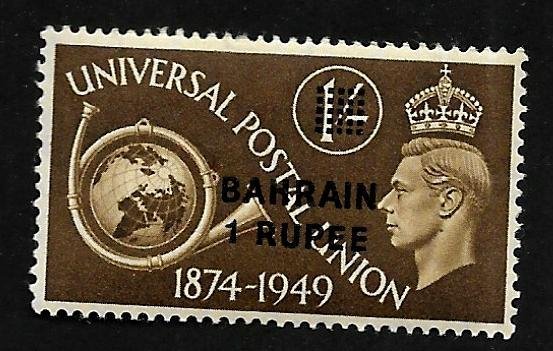 UNIVERSAL POSTAL UNION
1/-
BAHRAIN
1 RUPEE
1874-1949